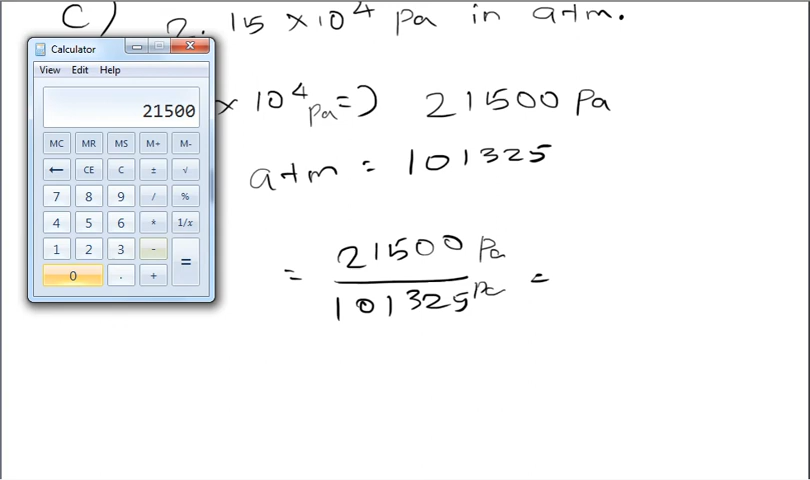 C) 2.15 ×10⁴ Pa in atm.
Calculator
View Edit Help
21500
MC MR MS M+ M-
← CE C ± √
7 8 9 / %
4 5 6 * 1/x
1 2 3 - =
0 . +
× 10⁴ Pa => 21500 Pa
atm = 101325
= 21500 Pa
101325 Pa =